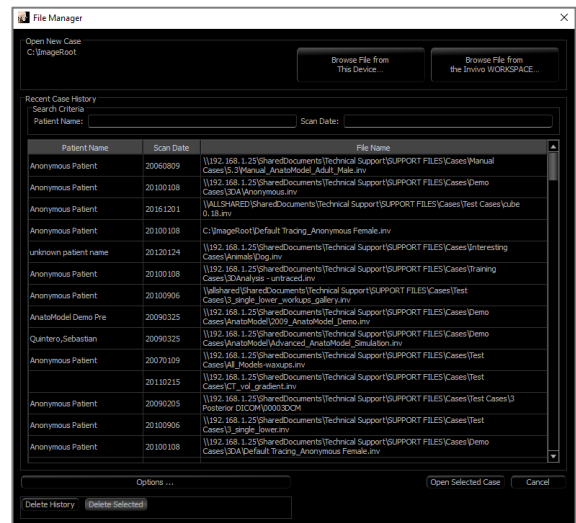 File Manager
Open New Case
C:\ImageRoot
Browse File from
This Device...
Browse File from
the Invivo WORKSPACE...
Recent Case History
Search Criteria
Patient Name:
Scan Date:
Patient Name Scan Date File Name
Anonymous Patient 20060809 \\192.168.1.25\SharedDocuments\Technical Support\SUPPORT FILES\Cases\Manual
Cases\5.3\Manual_AnatoModel_Adult_Male.inv
Anonymous Patient 20100108 \\192.168.1.25\SharedDocuments\Technical Support\SUPPORT FILES\Cases\Demo
Cases\3DA\Anonymous.inv
Anonymous Patient 20161201 \\ALLSHARED\SharedDocuments\Technical Support\SUPPORT FILES\Cases\Test Cases\cube
0.18.inv
Anonymous Patient 20100108 C:\ImageRoot\Default Tracing_Anonymous Female.inv
unknown patient name 20120124 \\192.168.1.25\SharedDocuments\Technical Support\SUPPORT FILES\Cases\Interesting
Cases\Animals\Dog.inv
Anonymous Patient 20100108 \\192.168.1.25\SharedDocuments\Technical Support\SUPPORT FILES\Cases\Training
Cases\3DAnalysis - untraced.inv
Anonymous Patient 20100906 \\allshared\SharedDocuments\Technical Support\SUPPORT FILES\Cases\Test
Cases\3_single_lower_workups_gallery.inv
AnatoModel Demo Pre 20090325 \\192.168.1.25\SharedDocuments\Technical Support\SUPPORT FILES\Cases\Demo
Cases\AnatoModel\2009_AnatoModel_Demo.inv
Quintero,Sebastian 20090325 \\192.168.1.25\SharedDocuments\Technical Support\SUPPORT FILES\Cases\Demo
Cases\AnatoModel\Advanced_AnatoModel_Simulation.inv
Anonymous Patient 20070109 \\192.168.1.25\SharedDocuments\Technical Support\SUPPORT FILES\Cases\Test
Cases\All_Models-waxups.inv
20110215 \\192.168.1.25\SharedDocuments\Technical Support\SUPPORT FILES\Cases\Test
Cases\CT_vol_gradient.inv
Anonymous Patient 20090205 \\192.168.1.25\SharedDocuments\Technical Support\SUPPORT FILES\Cases\Test Cases\3
Posterior DICOM\00003DCM
Anonymous Patient 20100906 \\192.168.1.25\SharedDocuments\Technical Support\SUPPORT FILES\Cases\Test
Cases\3_single_lower.inv
Anonymous Patient 20100108 \\192.168.1.25\SharedDocuments\Technical Support\SUPPORT FILES\Cases\Demo
Cases\3DA\Default Tracing_Anonymous Female.inv
Options ...
Open Selected Case
Cancel
Delete History
Delete Selected